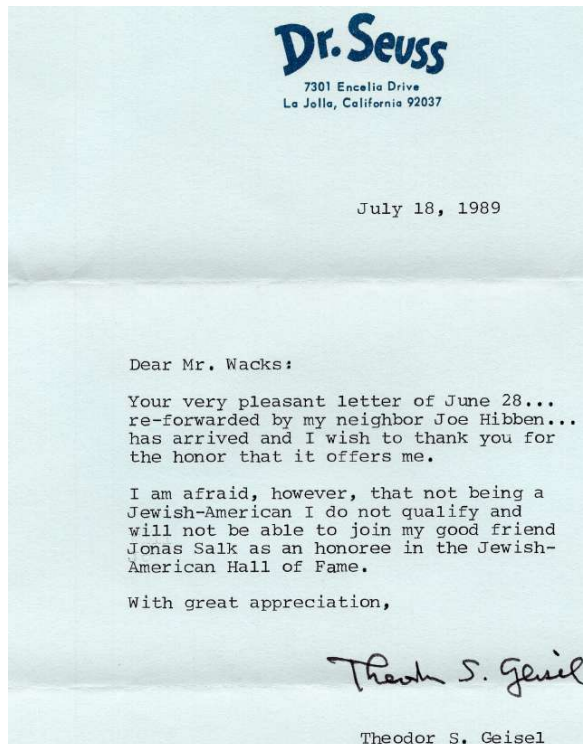 Dr. Seuss
7301 Encelia Drive
La Jolla, California 92037
July 18, 1989
Dear Mr. Wacks:
Your very pleasant letter of June 28...
re-forwarded by my neighbor Joe Hibben...
has arrived and I wish to thank you for
the honor that it offers me.
I am afraid, however, that not being a
Jewish-American I do not qualify and
will not be able to join my good friend
Jonas Salk as an honoree in the Jewish-
American Hall of Fame.
With great appreciation,
Theodor S. Geisel
Theodor S. Geisel